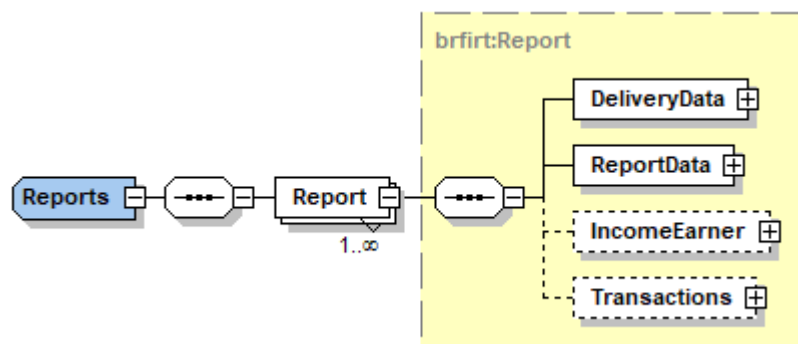 brfirt:Report
DeliveryData
ReportData
Reports
Report
1..∞
IncomeEarner
Transactions